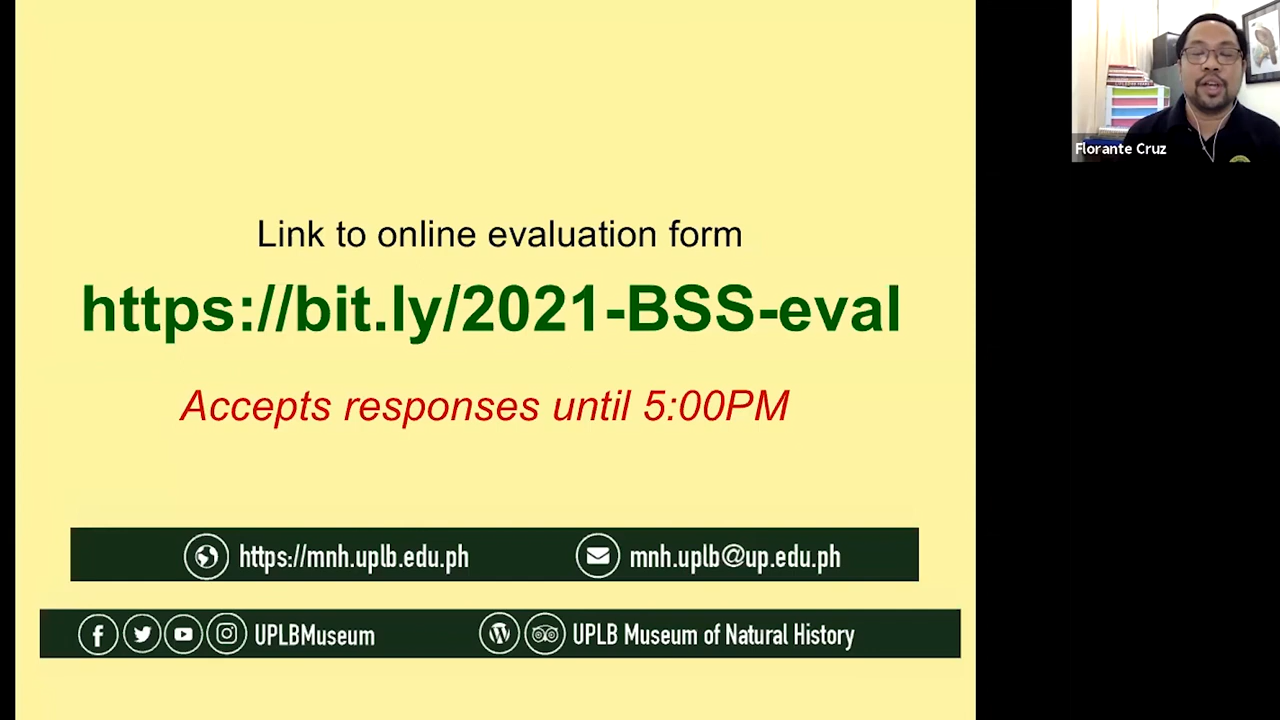 Link to online evaluation form
https://bit.ly/2021-BSS-eval
Accepts responses until 5:00PM
https://mnh.uplb.edu.ph
mnh.uplb@up.edu.ph
UPLBMuseum
UPLB Museum of Natural History
Florante Cruz